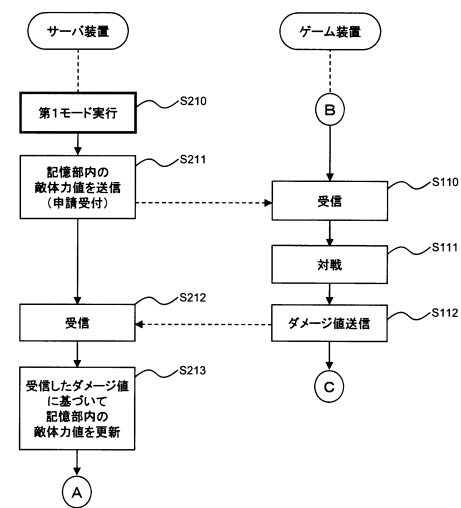 サーバ装置
ゲーム装置
第1モード実行
S210
B
記憶部内の
敵体力値を送信
(申請受付)
S211
受信
S110
対戦
S111
受信
S212
ダメージ値送信
S112
受信したダメージ値
に基づいて
記憶部内の
敵体力値を更新
S213
C
A